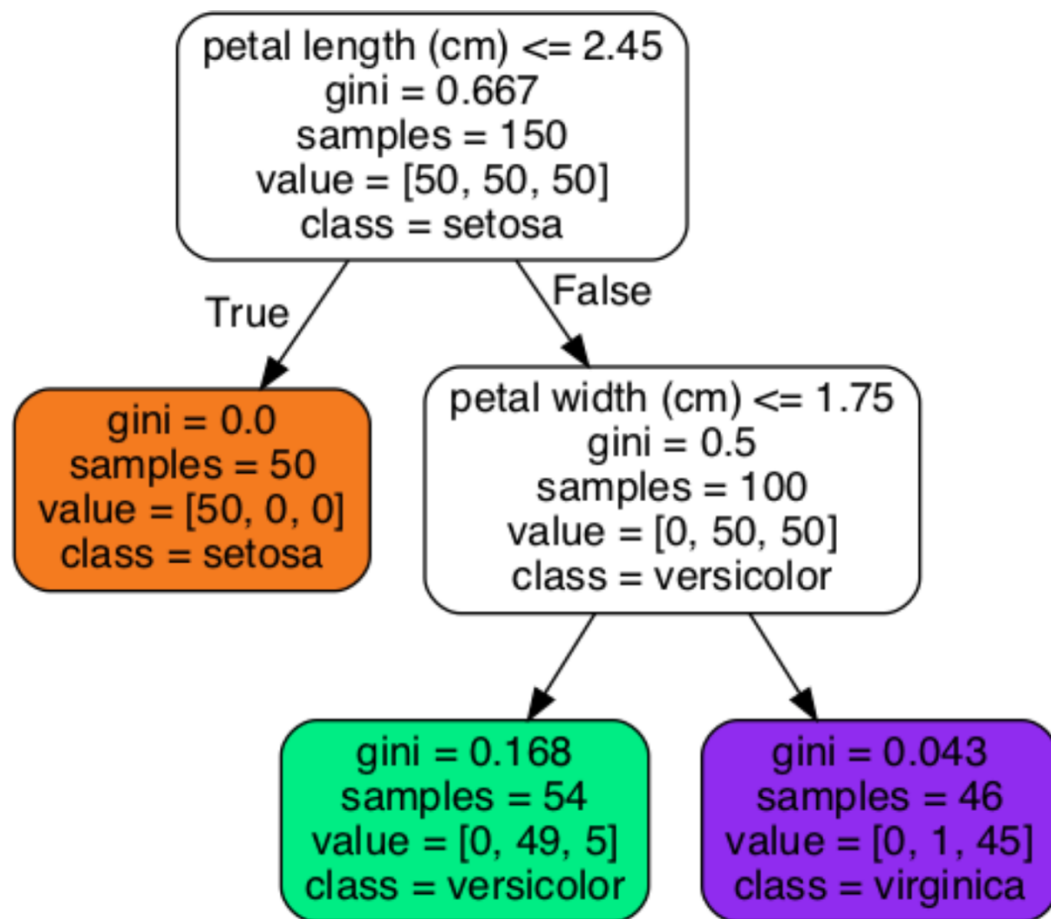 petal length (cm) <= 2.45
gini = 0.667
samples = 150
value = [50, 50, 50]
class = setosa
True
False
gini = 0.0
samples = 50
value = [50, 0, 0]
class = setosa
petal width (cm) <= 1.75
gini = 0.5
samples = 100
value = [0, 50, 50]
class = versicolor
gini = 0.168
samples = 54
value = [0, 49, 5]
class = versicolor
gini = 0.043
samples = 46
value = [0, 1, 45]
class = virginica